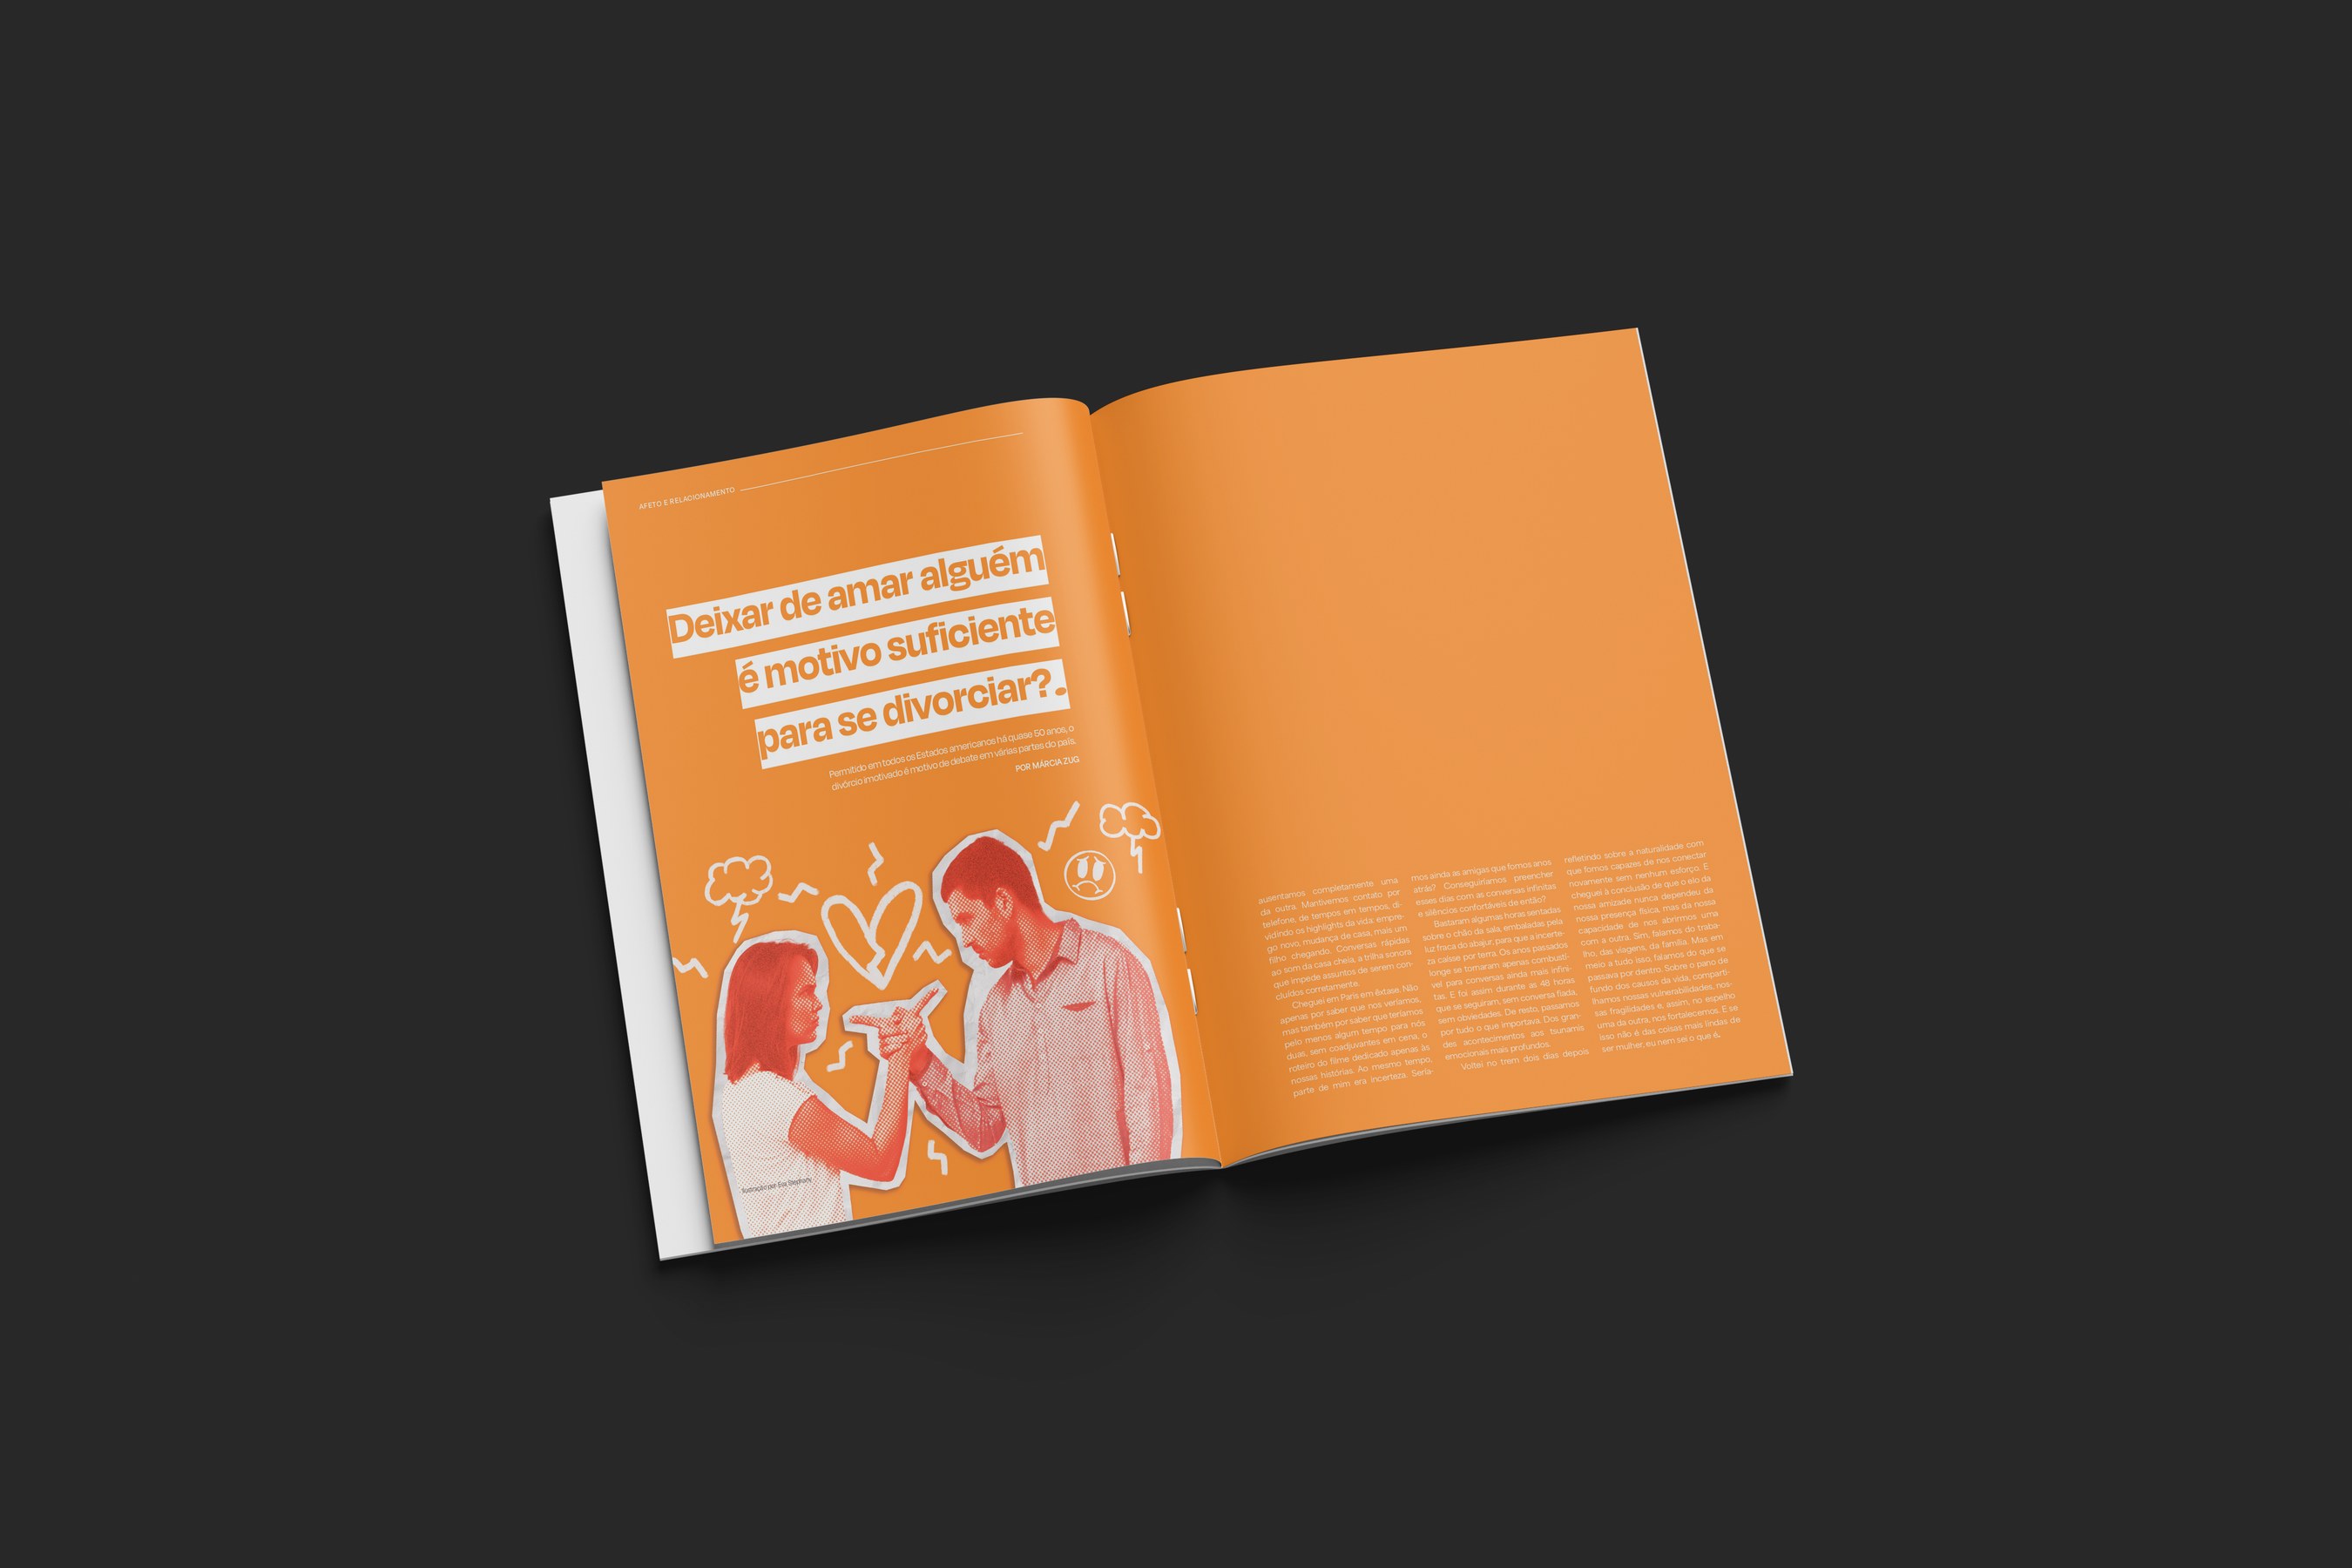 AFETO E RELACIONAMENTO
Deixar de amar alguém
é motivo suficiente
para se divorciar?.
Permitido em todos os Estados americanos há quase 50 anos, o
divórcio imotivado é motivo de debate em várias partes do país.
POR MÁRCIA ZUG
Ilustração por Eva Stephany
ausentamos completamente uma
da outra. Mantivemos contato por
telefone, de tempos em tempos, di-
vidindo os highlights da vida: empre-
go novo, mudança de casa, mais um
filho chegando. Conversas rápidas
ao som da casa cheia, a trilha sonora
que impede assuntos de serem con-
cluídos corretamente.
Cheguei em Paris em êxtase. Não
apenas por saber que nos veríamos,
mas também por saber que teríamos
pelo menos algum tempo para nós
duas, sem coadjuvantes em cena, o
roteiro do filme dedicado apenas às
nossas histórias. Ao mesmo tempo,
parte de mim era incerteza. Sería-
mos ainda as amigas que fomos anos
atrás? Conseguiríamos preencher
esses dias com as conversas infinitas
e silêncios confortáveis de então?
Bastaram algumas horas sentadas
sobre o chão da sala, embaladas pela
luz fraca do abajur, para que a incerte-
za caísse por terra. Os anos passados
longe se tornaram apenas combustí-
vel para conversas ainda mais infini-
tas. E foi assim durante as 48 horas
que se seguiram, sem conversa fiada,
sem obviedades. De resto, passamos
por tudo o que importava. Dos gran-
des acontecimentos aos tsunamis
emocionais mais profundos.
Voltei no trem dois dias depois
refletindo sobre a naturalidade com
que fomos capazes de nos conectar
novamente sem nenhum esforço. E
cheguei à conclusão de que o elo da
nossa amizade nunca dependeu da
nossa presença física, mas da nossa
capacidade de nos abrirmos uma
com a outra. Sim, falamos do traba-
lho, das viagens, da família. Mas em
meio a tudo isso, falamos do que se
passava por dentro. Sobre o pano de
fundo dos causos da vida, comparti-
lhamos nossas vulnerabilidades, nos-
sas fragilidades e, assim, no espelho
uma da outra, nos fortalecemos. E se
isso não é das coisas mais lindas de
ser mulher, eu nem sei o que é.